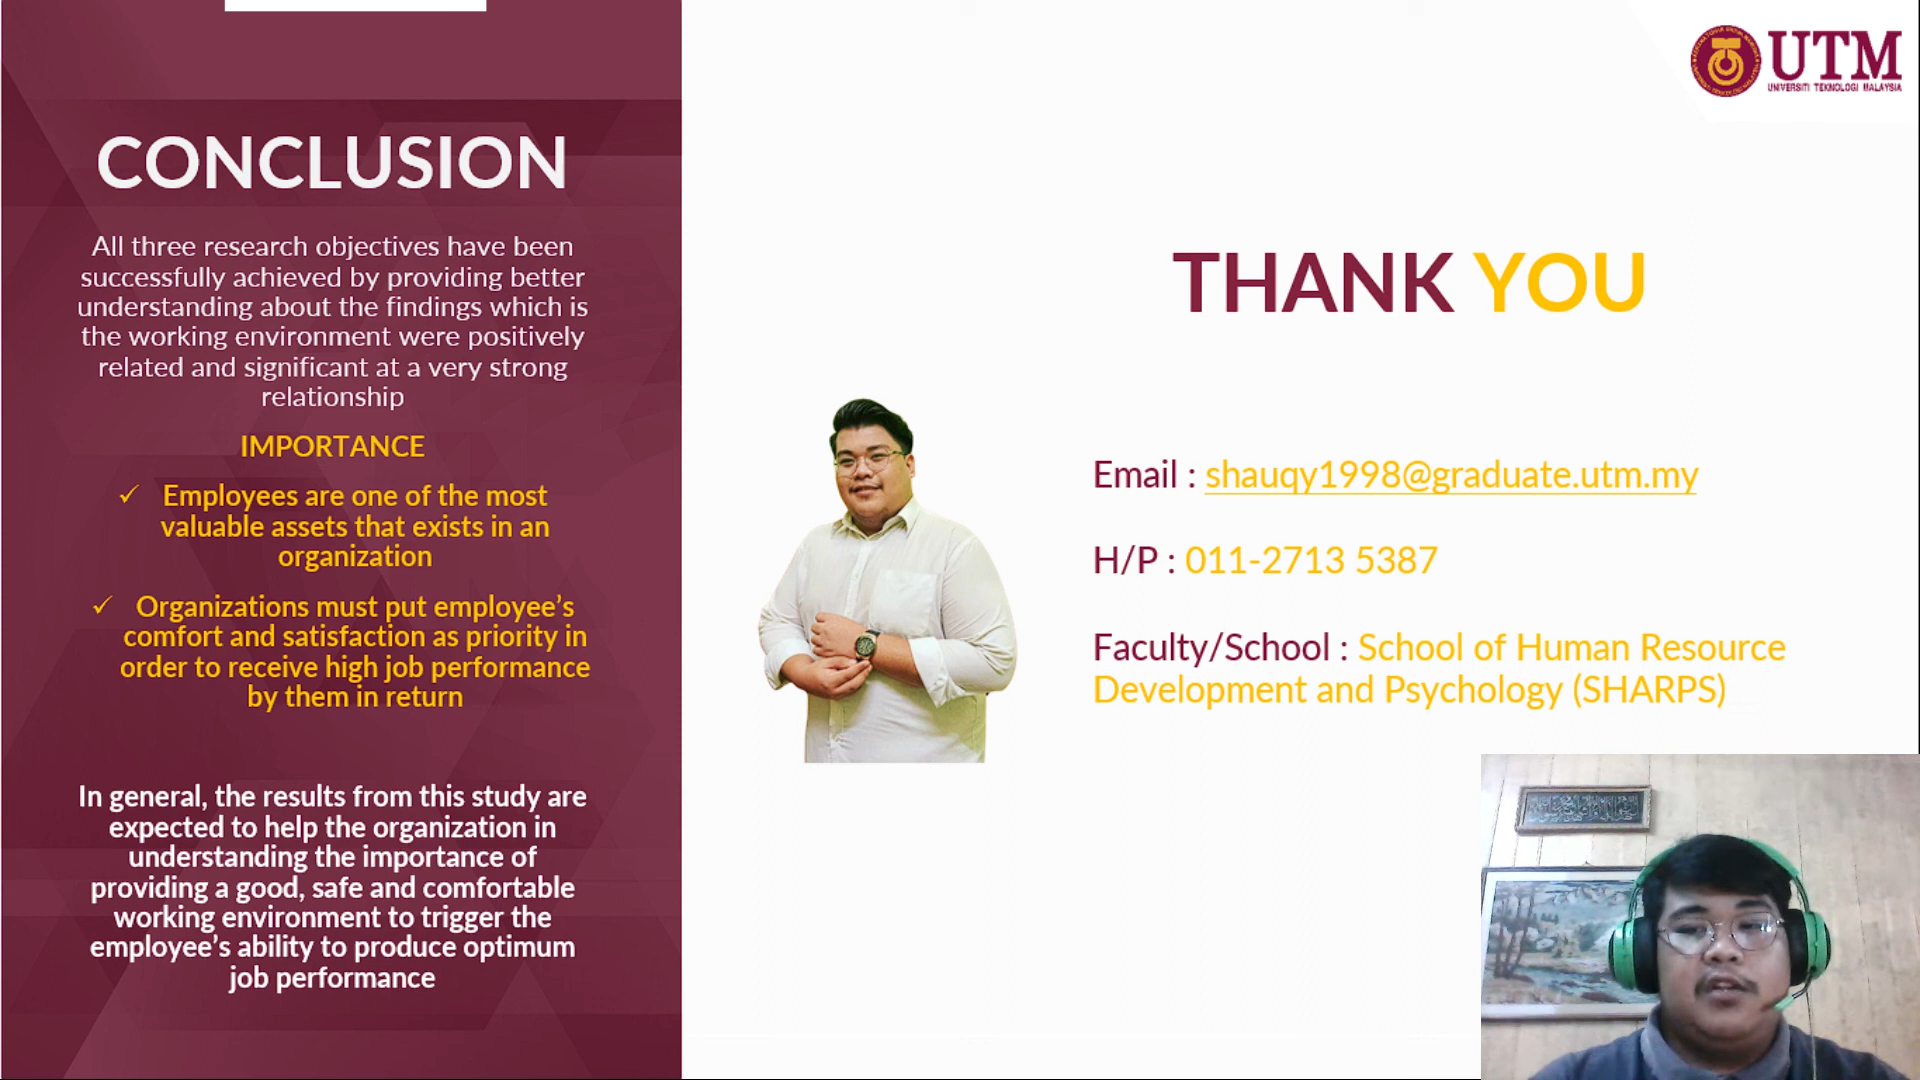 CONCLUSION
All three research objectives have been
successfully achieved by providing better
understanding about the findings which is
the working environment were positively
related and significant at a very strong
relationship
IMPORTANCE
✓ Employees are one of the most
valuable assets that exists in an
organization
✓ Organizations must put employee’s
comfort and satisfaction as priority in
order to receive high job performance
by them in return
In general, the results from this study are
expected to help the organization in
understanding the importance of
providing a good, safe and comfortable
working environment to trigger the
employee’s ability to produce optimum
job performance
UTM
UNIVERSITI TEKNOLOGI MALAYSIA
THANK YOU
Email : shauqy1998@graduate.utm.my
H/P : 011-2713 5387
Faculty/School : School of Human Resource
Development and Psychology (SHARPS)